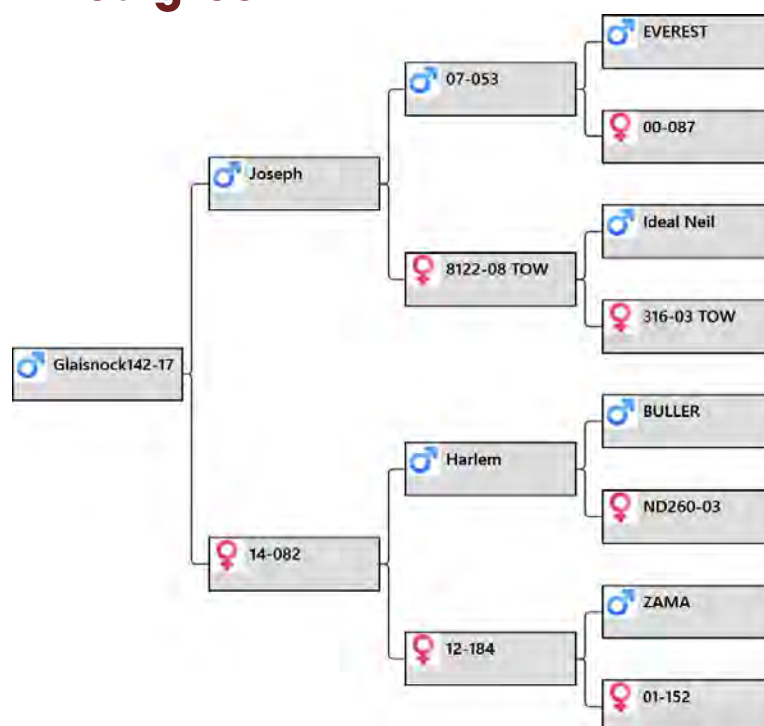 EVEREST
07-053
00-087
Joseph
Ideal Neil
8122-08 TOW
316-03 TOW
Glaisnock142-17
BULLER
Harlem
ND260-03
14-082
ZAMA
12-184
01-152